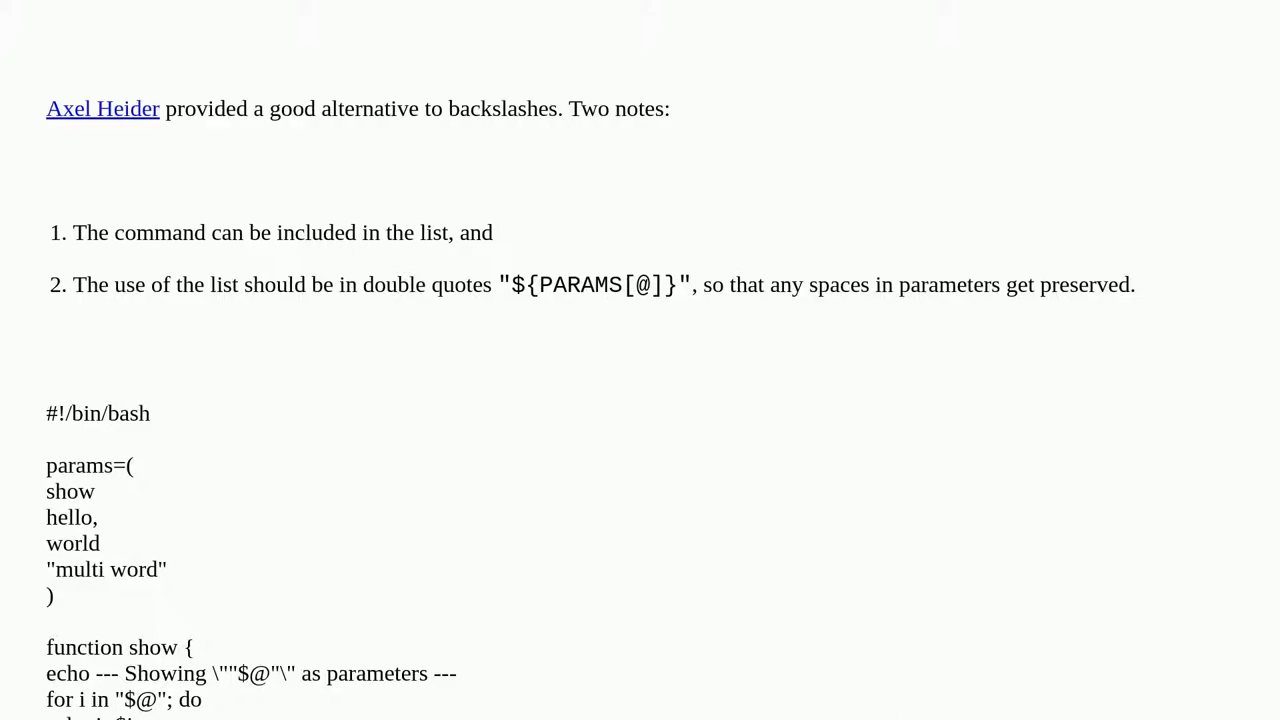 Axel Heider provided a good alternative to backslashes. Two notes:
1. The command can be included in the list, and
2. The use of the list should be in double quotes "${PARAMS[@]}", so that any spaces in parameters get preserved.
#!/bin/bash
params=(
show
hello,
world
"multi word"
)
function show {
echo --- Showing \""$@"\" as parameters ---
for i in "$@"; do